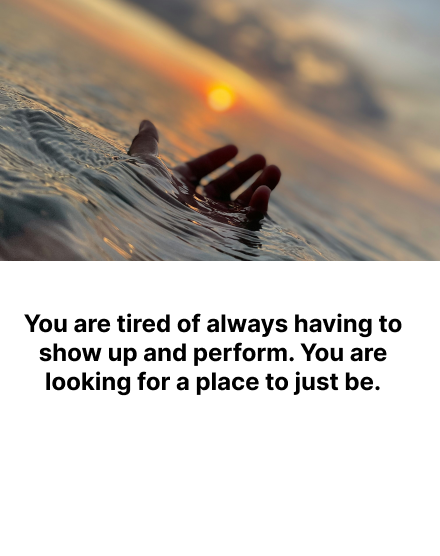 You are tired of always having to
show up and perform. You are
looking for a place to just be.